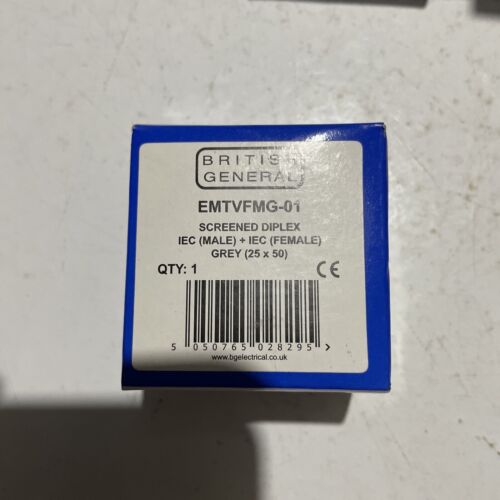 BRITISH
GENERAL
EMTVFMG-01
SCREENED DIPLEX
IEC (MALE) + IEC (FEMALE)
GREY (25 x 50)
QTY: 1 CE
5 050765 028295 >
www.bgelectrical.co.uk